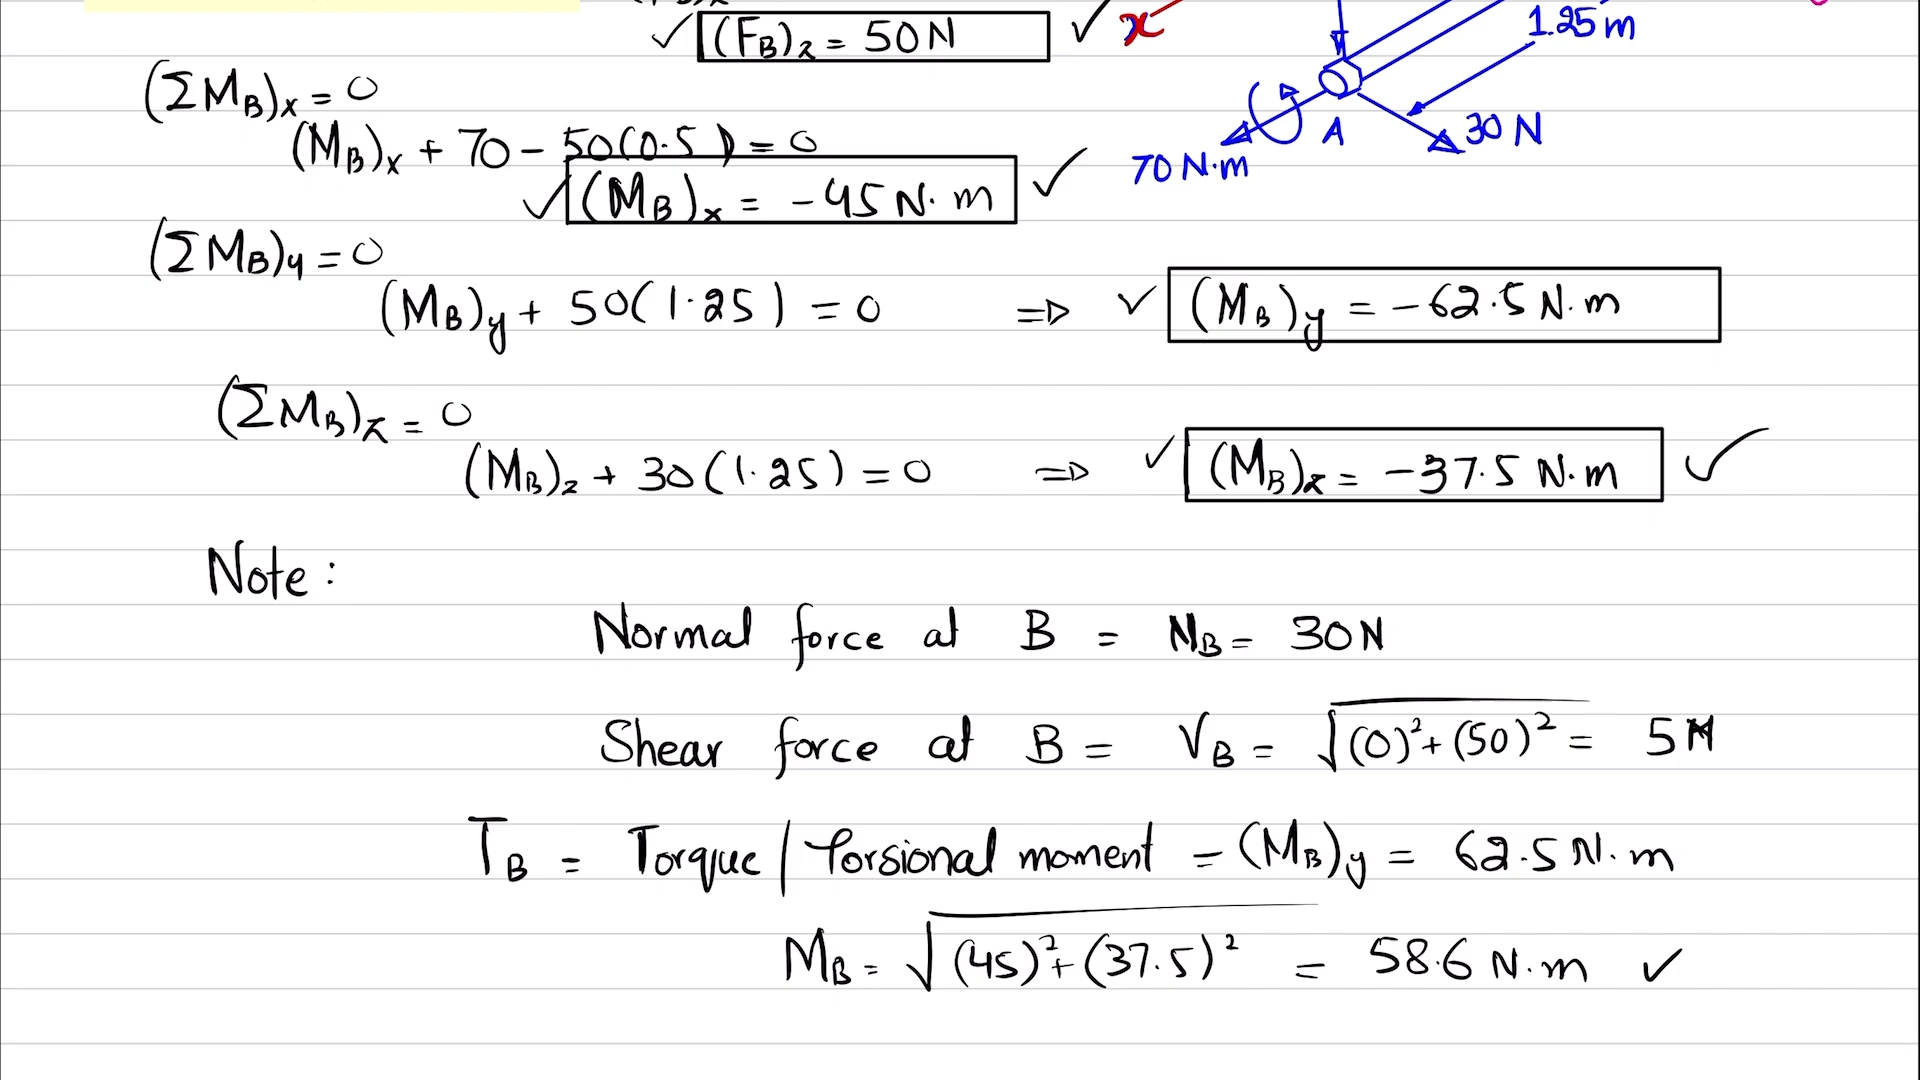 (F_B)_z = 50 N
x
1.25 m
(ΣM_B)_x = 0
(M_B)_x + 70 - 50(0.5) = 0
A
30 N
70 N·m
(M_B)_x = -45 N·m
(ΣM_B)_y = 0
(M_B)_y + 50(1.25) = 0 ⇒ (M_B)_y = -62.5 N·m
(ΣM_B)_z = 0
(M_B)_z + 30(1.25) = 0 ⇒ (M_B)_z = -37.5 N·m
Note:
Normal force at B = N_B = 30 N
Shear force at B = V_B = √(0)² + (50)² = 5 N
T_B = Torque / Torsional moment = (M_B)_y = 62.5 N·m
M_B = √(45)² + (37.5)² = 58.6 N·m